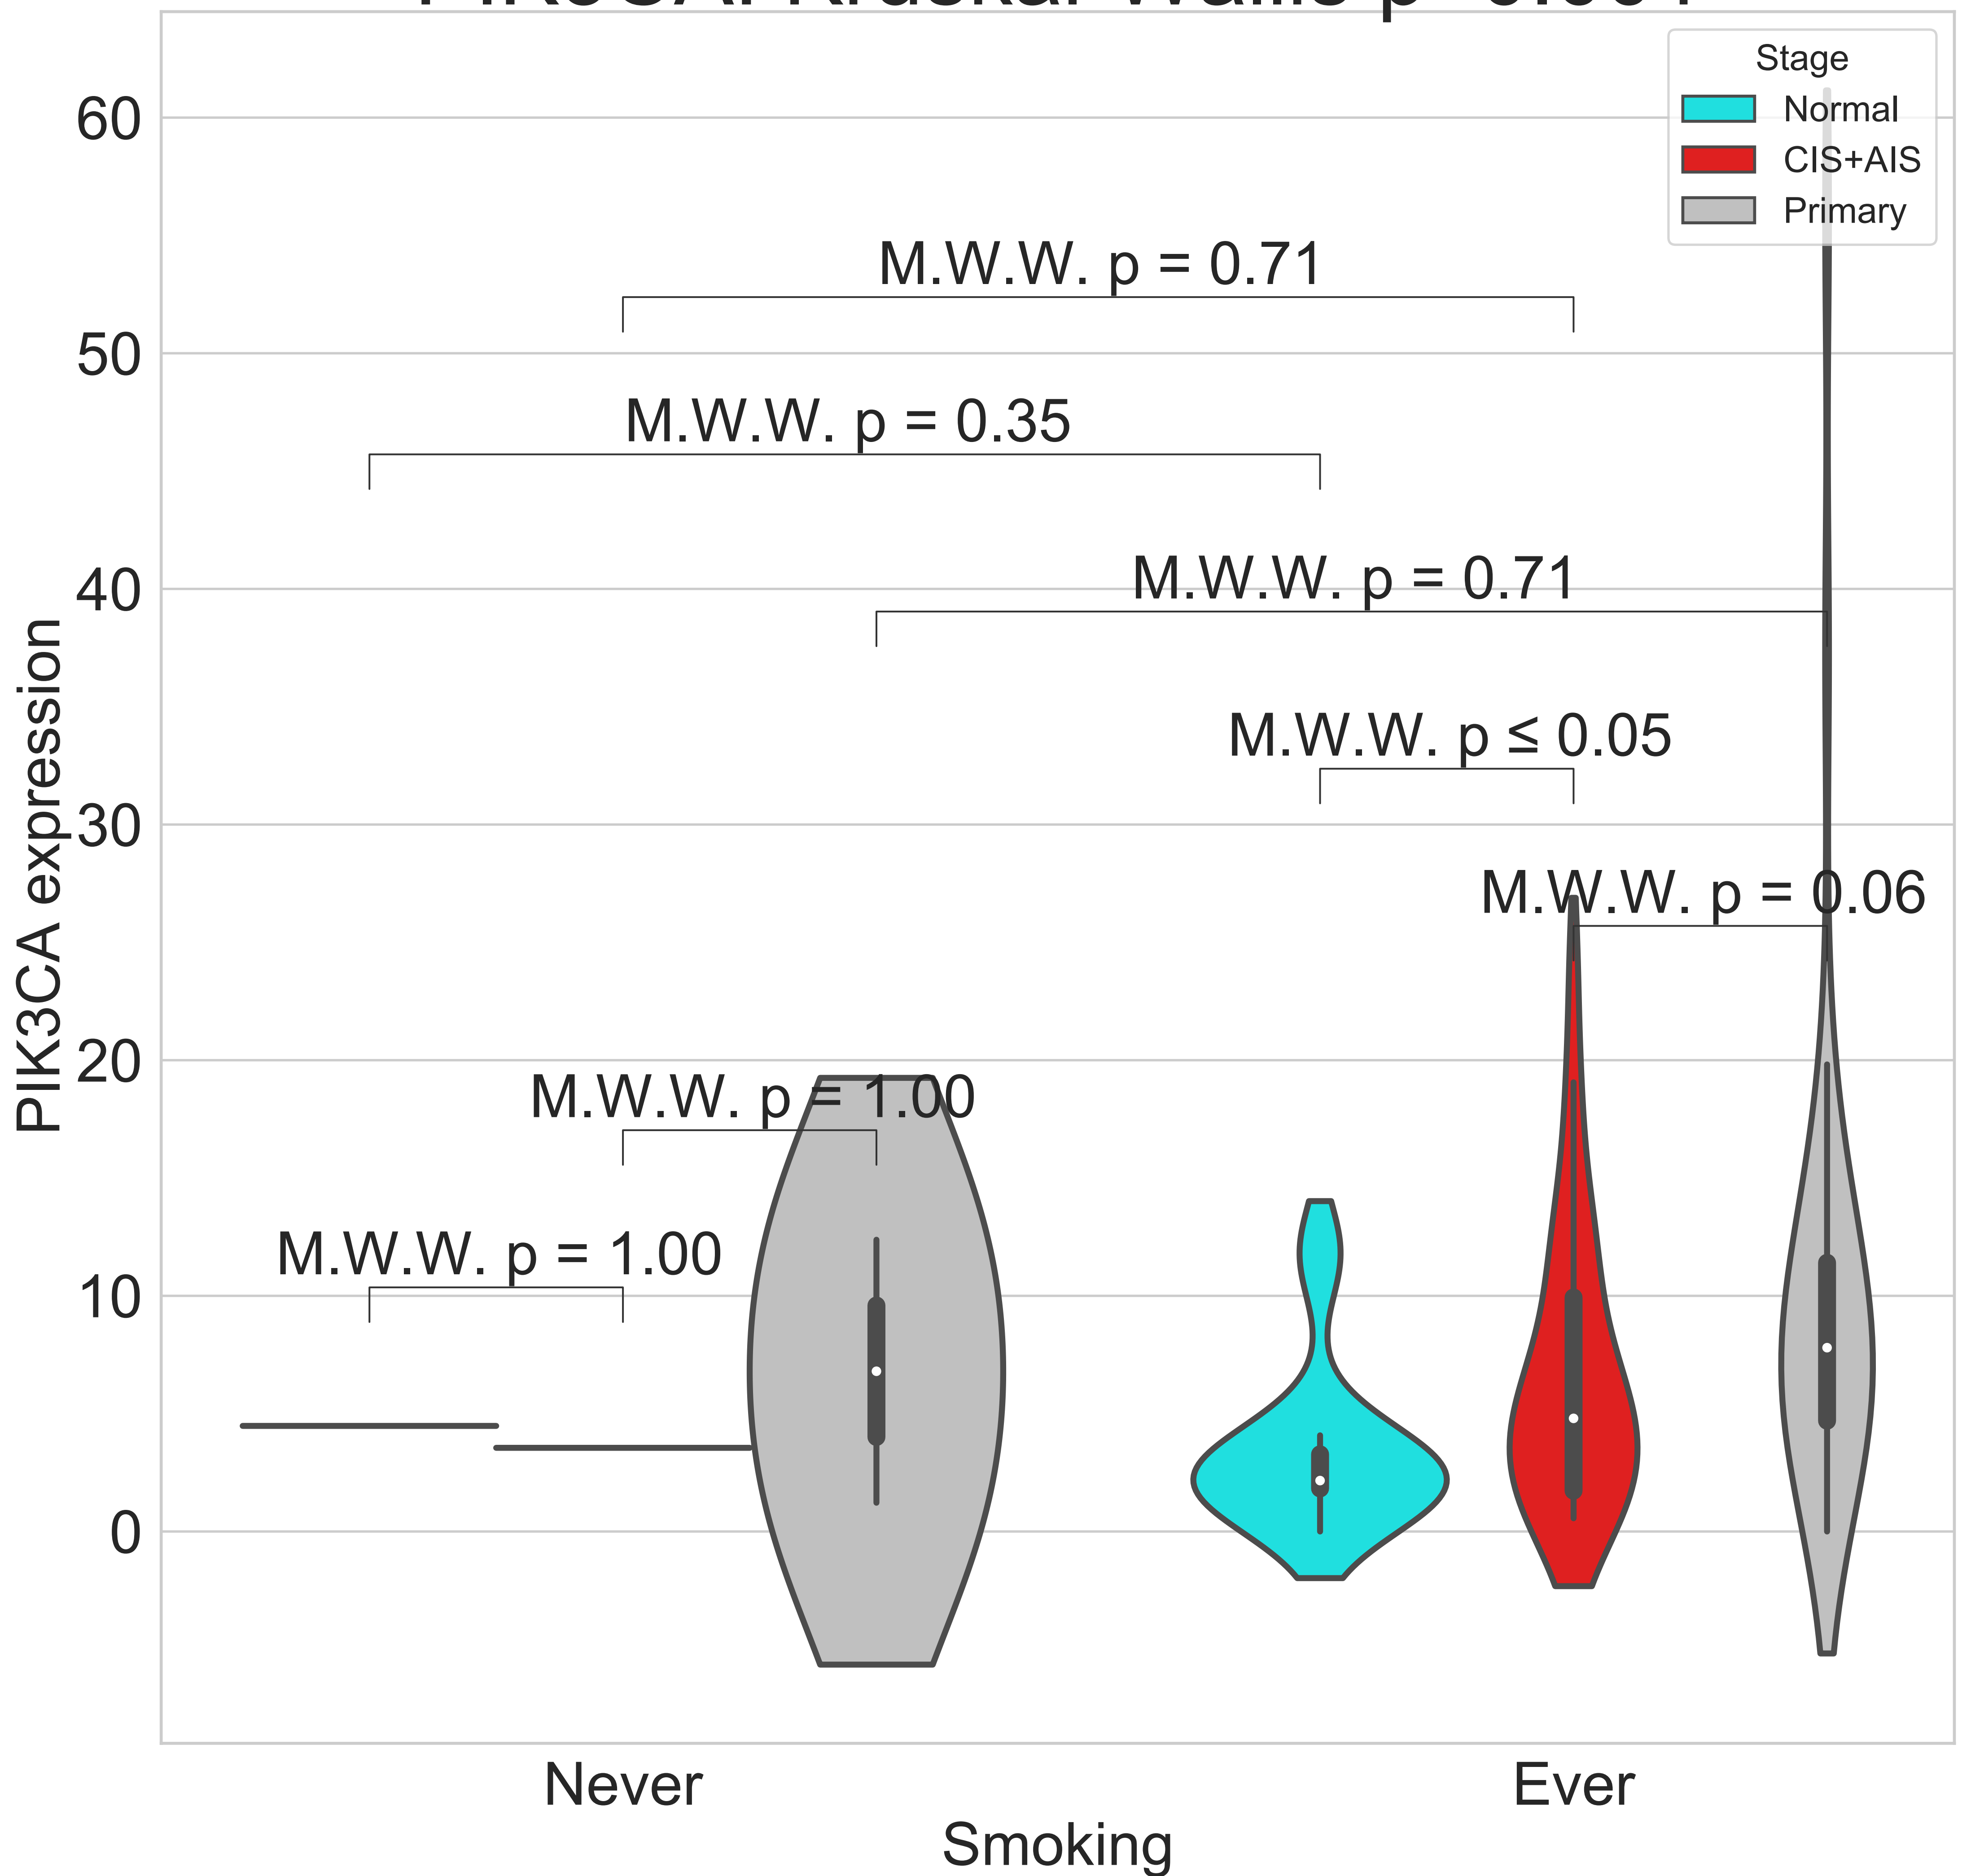 Stage
Normal
CIS+AIS
Primary
60
50
40
30
20
10
0
PIK3CA expression
M.W.W. p = 0.71
M.W.W. p = 0.35
M.W.W. p = 0.71
M.W.W. p ≤ 0.05
M.W.W. p = 0.06
M.W.W. p = 1.00
M.W.W. p = 1.00
Never
Ever
Smoking